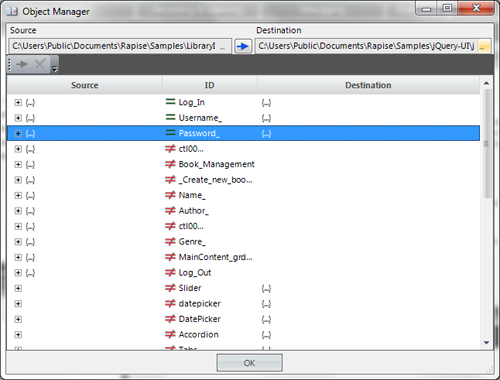 Object Manager
Source Destination
C:\Users\Public\Documents\Rapise\Samples\LibraryI ... C:\Users\Public\Documents\Rapise\Samples\jQuery-UI\j ...
Source ID Destination
{...} Log_In {...}
{...} Username_ {...}
{...} Password_ {...}
{...} ctl00...
{...} Book_Management
{...} _Create_new_boo...
{...} Name_
{...} Author_
{...} ctl00...
{...} Genre_
{...} MainContent_grd...
{...} Log_Out
Slider {...}
datepicker {...}
DatePicker {...}
Accordion {...}
Tabs {...}
OK